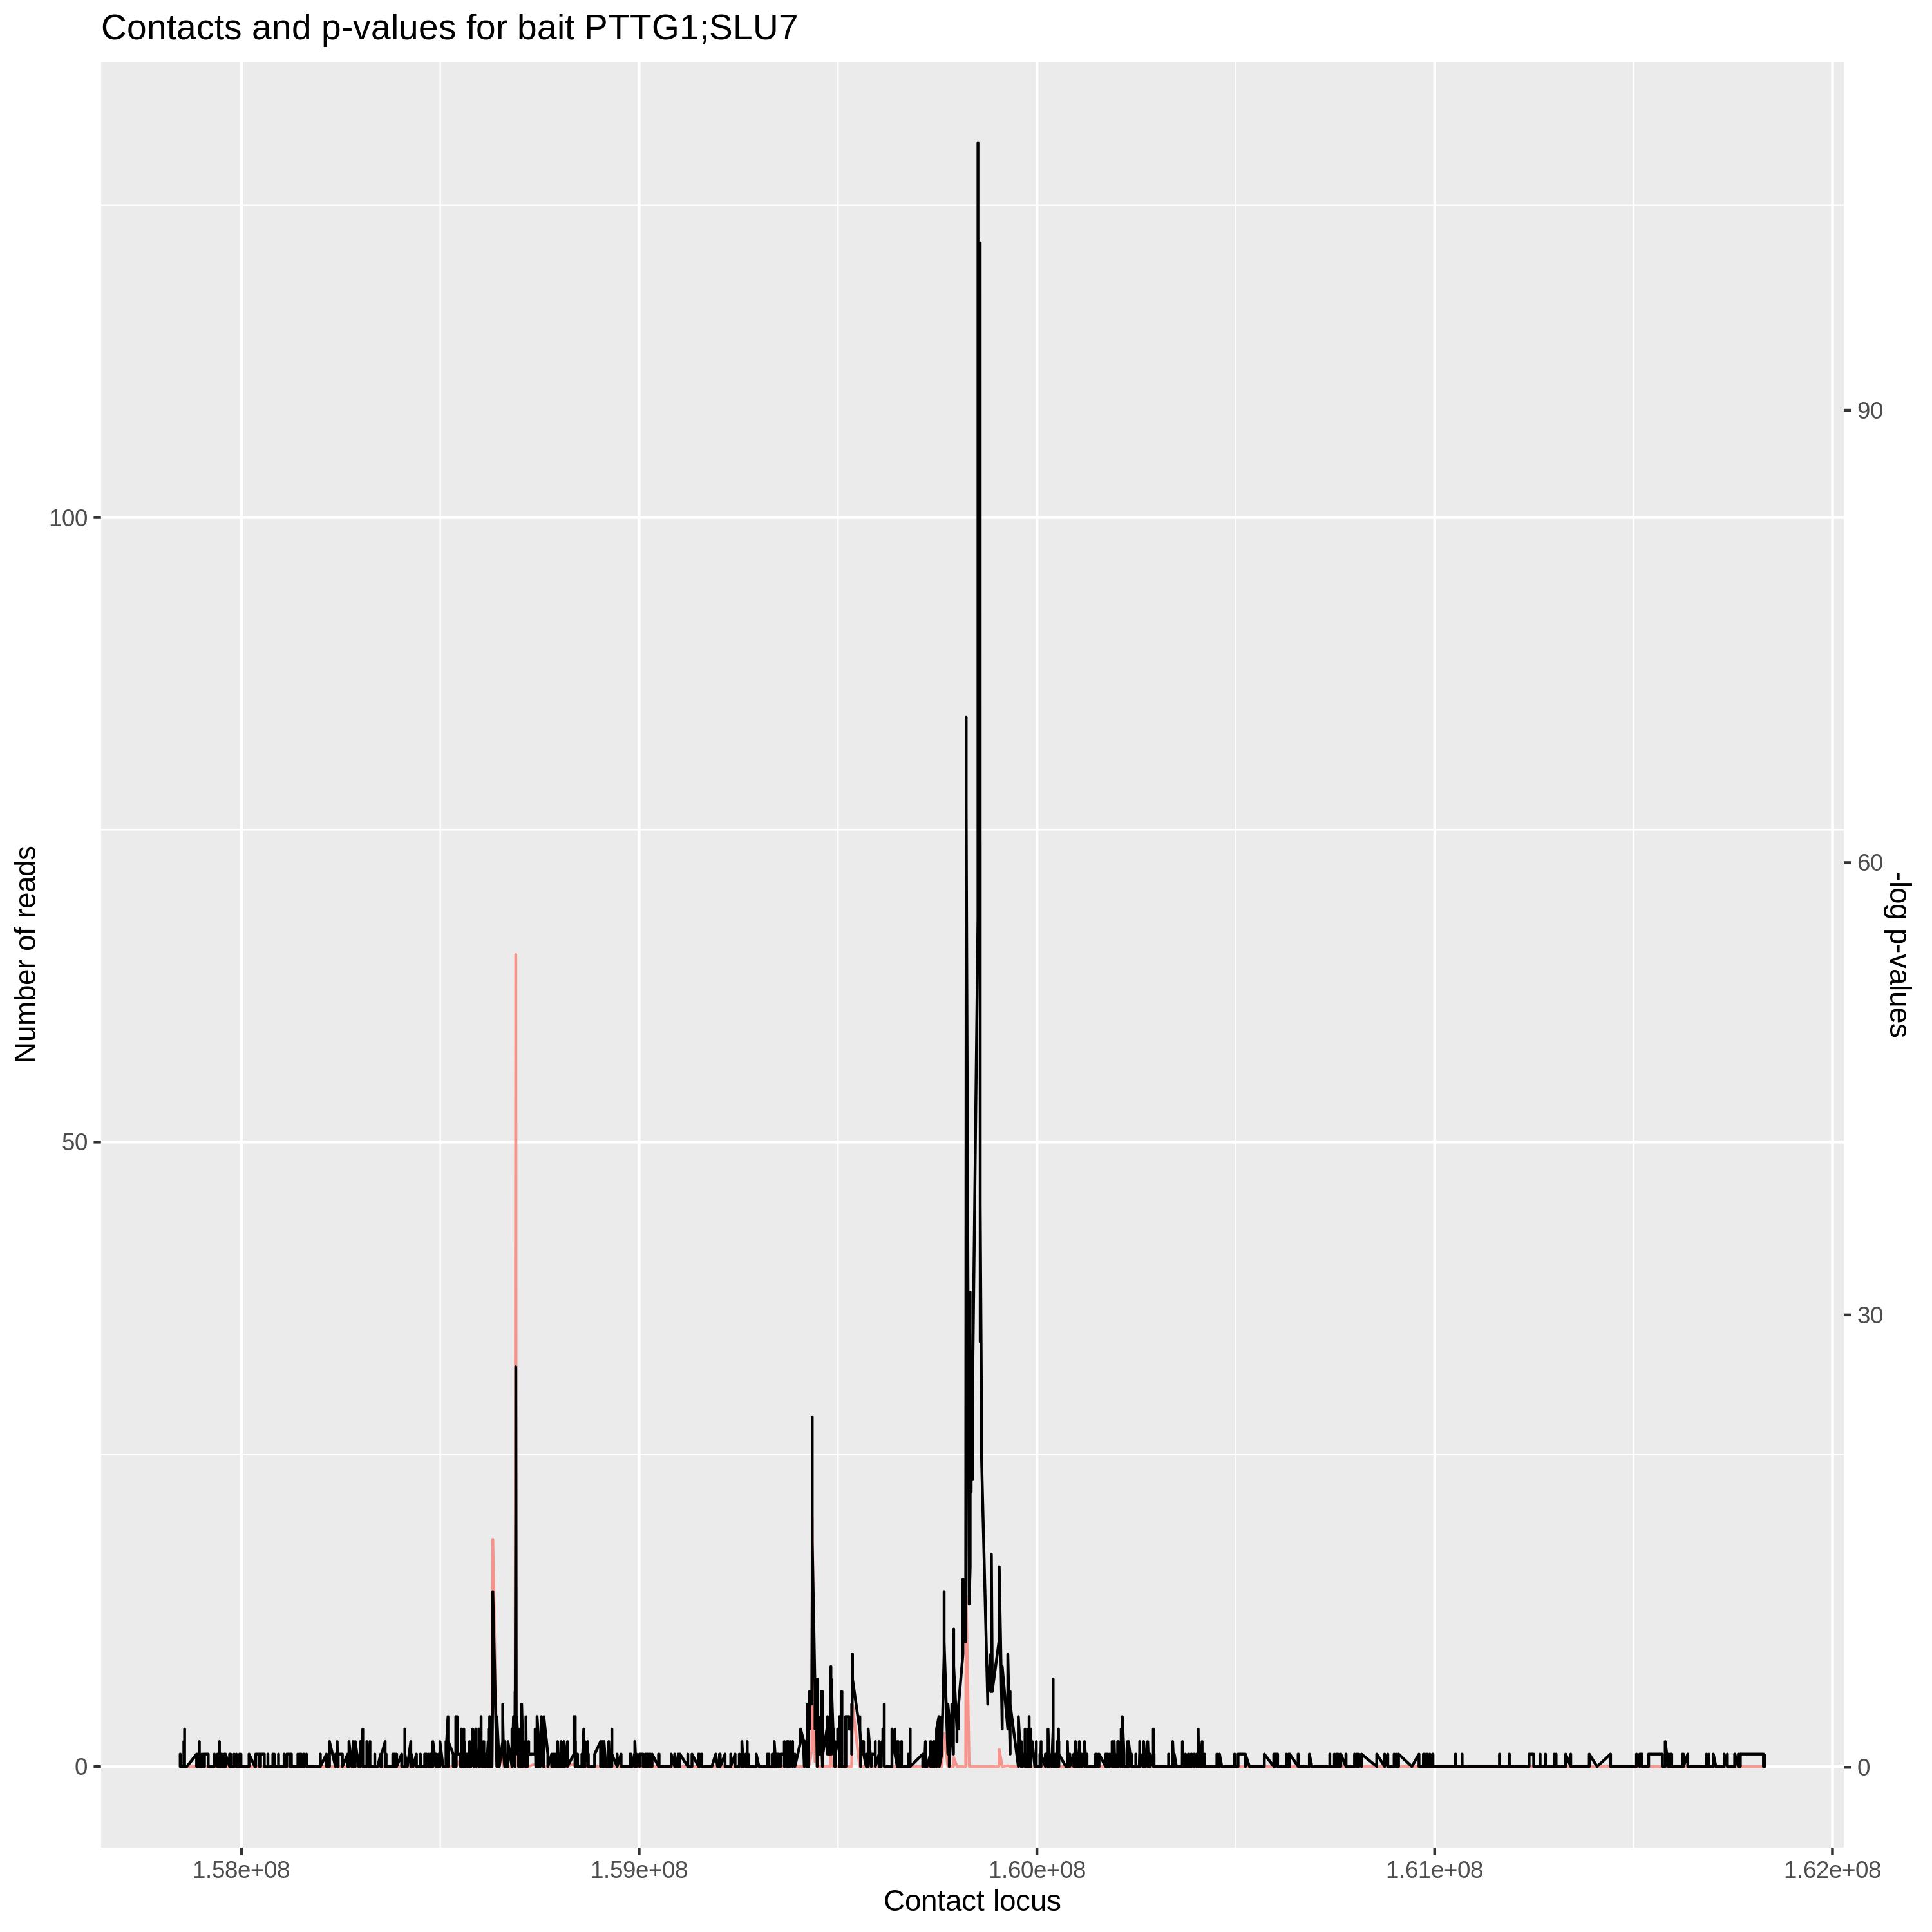 Contacts and p-values for bait PTTG1;SLU7
Number of reads
100
50
0
90
60
30
0
-log p-values
1.58e+08
1.59e+08
1.60e+08
1.61e+08
1.62e+08
Contact locus